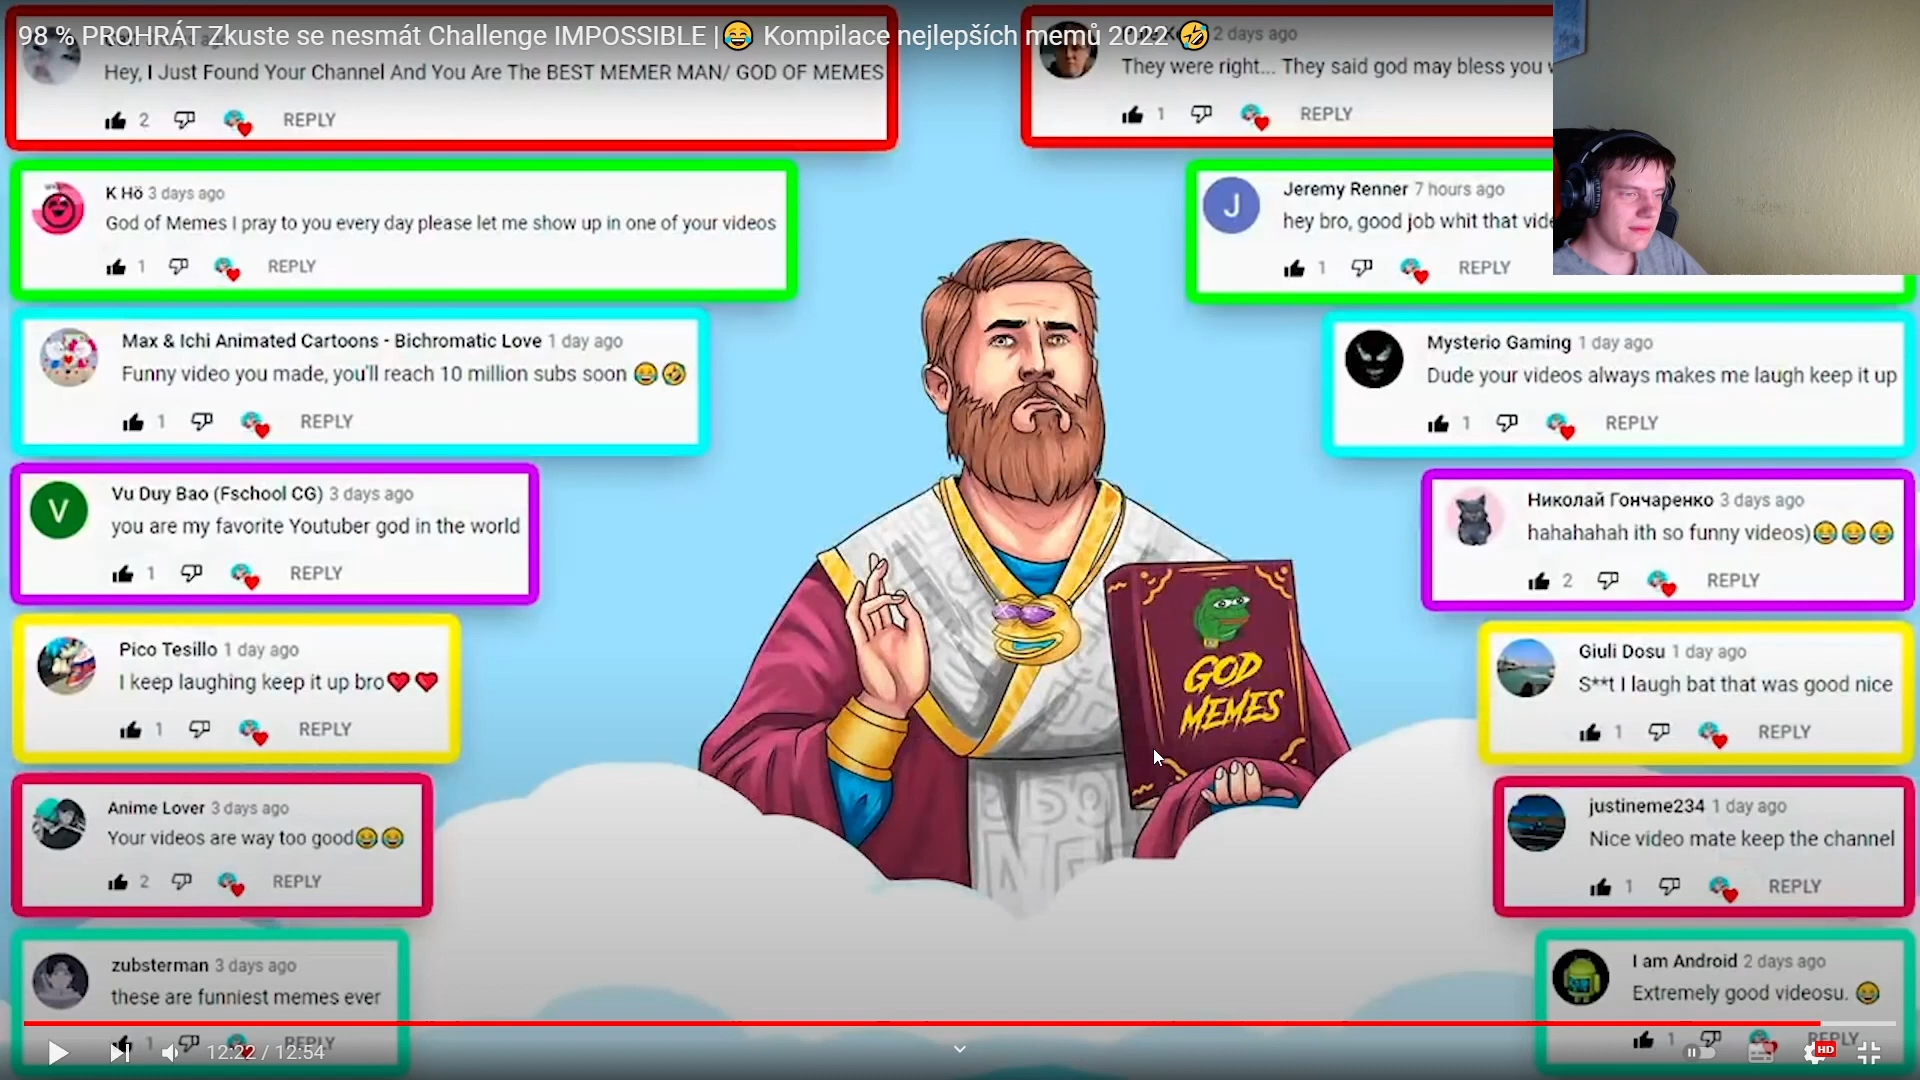 98 % PROHRÁT Zkuste se nesmát Challenge IMPOSSIBLE | 😂 Kompilace nejlepších memů 2022 🤣
Hey, I Just Found Your Channel And You Are The BEST MEMER MAN/ GOD OF MEMES
2 REPLY
2 days ago
They were right... They said god may bless you
1 REPLY
K Hö 3 days ago
God of Memes I pray to you every day please let me show up in one of your videos
1 REPLY
J
Jeremy Renner 7 hours ago
hey bro, good job whit that
1 REPLY
Max & Ichi Animated Cartoons - Bichromatic Love 1 day ago
Funny video you made, you'll reach 10 million subs soon 😂🤣
1 REPLY
Mysterio Gaming 1 day ago
Dude your videos always makes me laugh keep it up
1 REPLY
V
Vu Duy Bao (Fschool CG) 3 days ago
you are my favorite Youtuber god in the world
1 REPLY
Николай Гончаренко 3 days ago
hahahahah ith so funny videos)😂😂😂
2 REPLY
Pico Tesillo 1 day ago
I keep laughing keep it up bro❤️❤️
1 REPLY
Giuli Dosu 1 day ago
S**t I laugh bat that was good nice
1 REPLY
GOD
MEMES
Anime Lover 3 days ago
Your videos are way too good😂😂
2 REPLY
justineme234 1 day ago
Nice video mate keep the channel
1 REPLY
zubsterman 3 days ago
these are funniest memes ever
1 REPLY
I am Android 2 days ago
Extremely good videosu. 😂
1 REPLY
12:22 / 12:54
HD